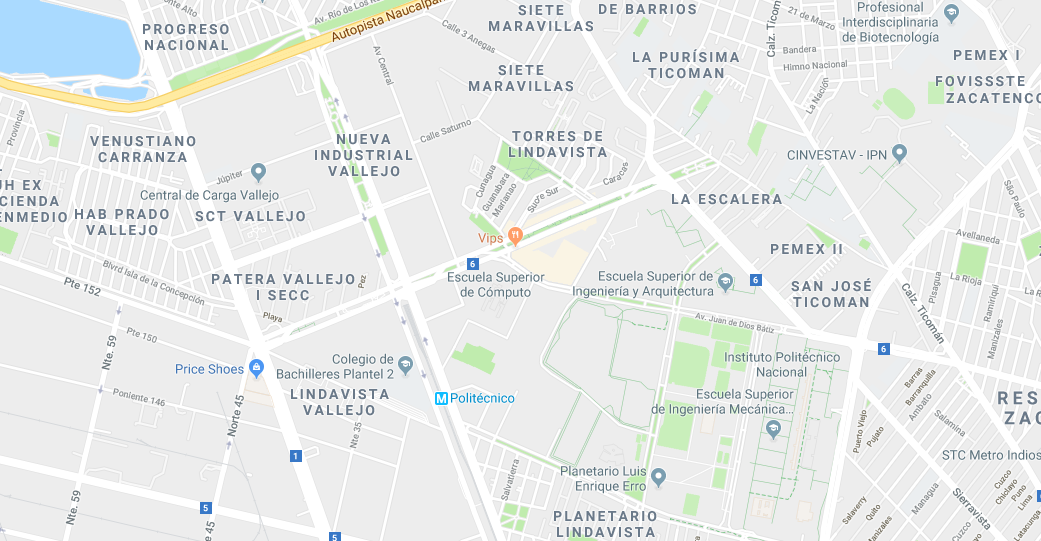 PROGRESO
NACIONAL
Av. Río de Los Re
Autopista Naucalpan
SIETE
MARAVILLAS
DE BARRIOS
Calz. Ticom
21 de Marzo
Profesional
Interdisciplinaria
de Biotecnología
Calle 3 Anegas
Av Central
SIETE
MARAVILLAS
LA PURÍSIMA
TICOMAN
Bandera
Himno Nacional
La Nación
PEMEX I
FOVISSSTE
ZACATENCO
Provincia
VENUSTIANO
CARRANZA
NUEVA
INDUSTRIAL
VALLEJO
Calle Saturno
TORRES DE
LINDAVISTA
CINVESTAV - IPN
Júpiter
Central de Carga Vallejo
Cunagua
Guanabara
Marianao
Sucre Sur
Caracas
LA ESCALERA
São Paulo
UH EX
CIENDA
ENMEDIO
HAB PRADO
VALLEJO
SCT VALLEJO
Vips
6
Escuela Superior
de Cómputo
Escuela Superior de
Ingeniería y Arquitectura
6
PEMEX II
Avellaneda
La Rioja
Blvrd Isla de la Concepción
Pte 152
PATERA VALLEJO
I SECC
Pez
Playa
SAN JOSÉ
TICOMAN
Calz. Ticomán
Pisagua
Ramiriqui
Manizales
Av. Juan de Dios Bátiz
6
Pte 150
Nte. 59
Price Shoes
Colegio de
Bachilleres Plantel 2
LINDAVISTA
VALLEJO
Poniente 146
Norte 45
Nte 35
M Politécnico
Instituto Politécnico
Nacional
Escuela Superior
de Ingeniería Mecánica...
Barras
Barranquilla
Ambato
Salamina
RES
ZAC
Puerto Viejo
Pujato
1
5
5
Nte. 59
Nte 45
Salvatierra
Planetario Luis
Enrique Erro
PLANETARIO
LINDAVISTA
STC Metro Indios
Sierravista
Managua
Salaverry
Quito
Manizales
Cuzco
Cuzco
Chiclayo
Puno
Lima
Latacunga